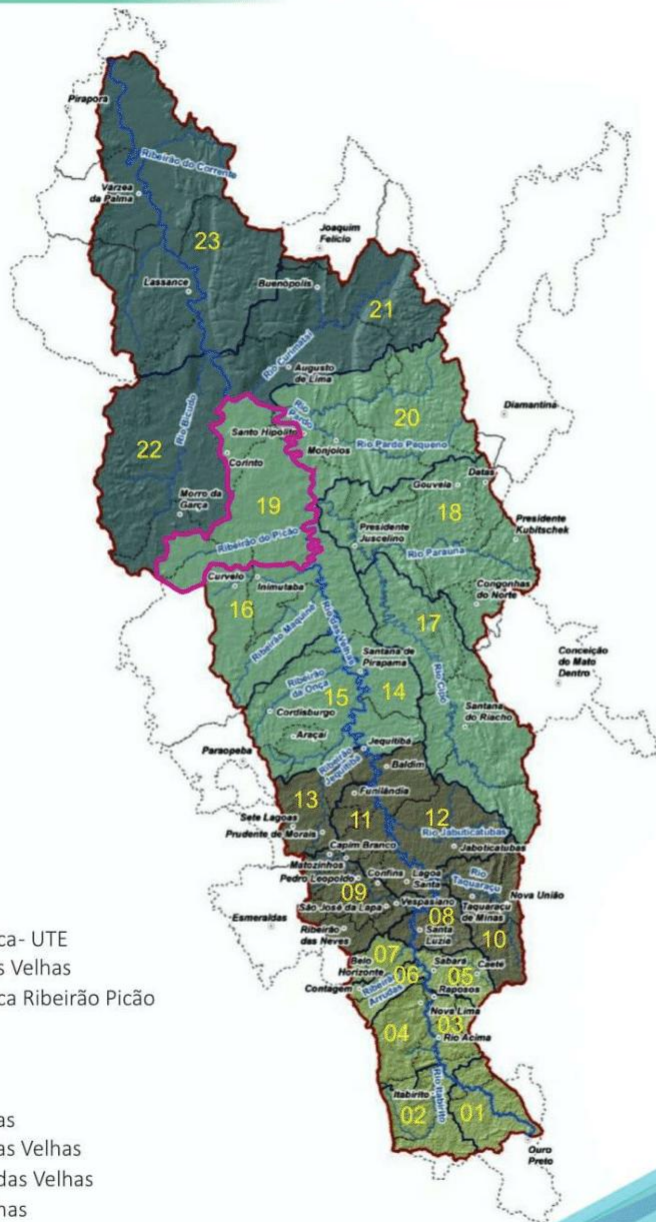 Pirapora
Ribeirão do Corrente
Várzea
da Palma
23
Joaquim
Felício
Lassance
Buenópolis
21
Rio Curimataí
Augusto
de Lima
20
Diamantina
Rio
Pardo
Rio Bicudo
Santo Hipólito
Rio Pardo Pequeno
Monjolos
22
Corinto
Datas
Gouveia
Morro da
Garça
19
18
Presidente
Kubitschek
Presidente
Juscelino
Ribeirão do Picão
Rio Paraúna
Curvelo
Inimutaba
Congonhas
do Norte
16
17
Ribeirão Maquiné
Rio das Velhas
Santana de
Pirapama
Conceição
do Mato
Dentro
Rio Cipó
Ribeirão
da Onça
15
14
Cordisburgo
Santana
do Riacho
Araçaí
Jequitibá
Paraopeba
Ribeirão
Jequitibá
Baldim
13
Funilândia
11
12
Sete Lagoas
Prudente de Morais
Rio Jabuticatubas
Capim Branco
Jaboticatubas
Matozinhos
Pedro Leopoldo
Confins
Lagoa
Santa
Rio
Taquaraçu
09
Nova União
São José da Lapa
Vespasiano
Taquaraçu
de Minas
08
Esmeraldas
Ribeirão
das Neves
Santa
Luzia
10
ca- UTE
07
Belo
Horizonte
Sabará
Caeté
s Velhas
06
05
ca Ribeirão Picão
Contagem
Ribeirão
Arrudas
Raposos
Nova Lima
03
04
Rio Acima
Itabirito
Rio Itabirito
02
01
as
as Velhas
Ouro
Preto
das Velhas
has